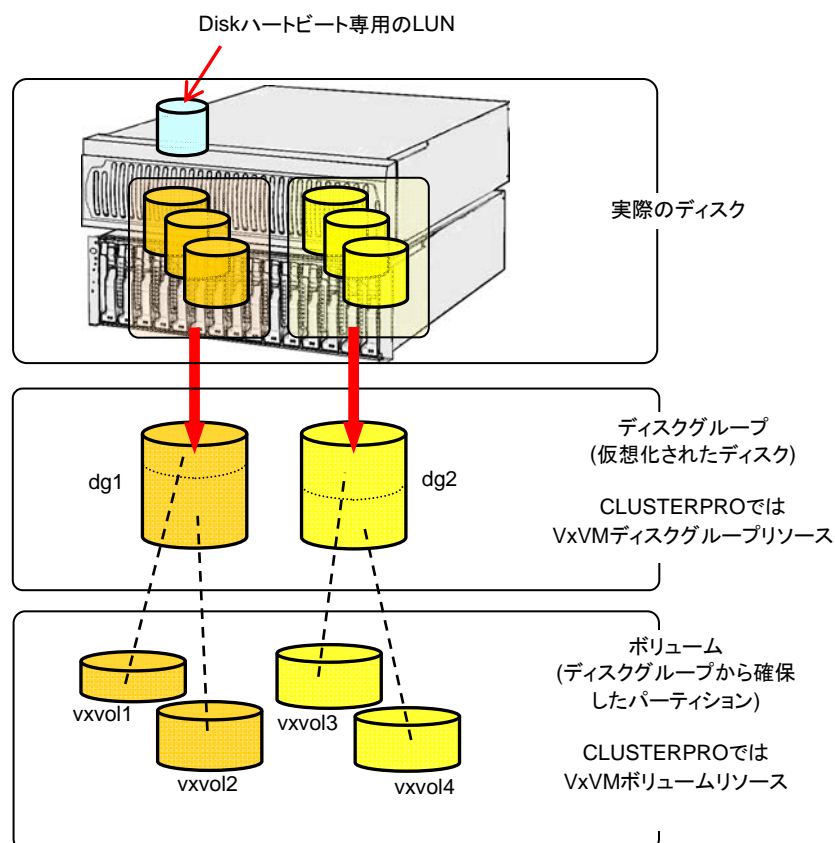 Diskハートビート専用のLUN
実際のディスク
ディスクグループ
(仮想化されたディスク)
dg1
dg2
CLUSTERPROでは
VxVMディスクグループリソース
ボリューム
(ディスクグループから確保
したパーティション)
vxvol1
vxvol3
CLUSTERPROでは
VxVMボリュームリソース
vxvol2
vxvol4